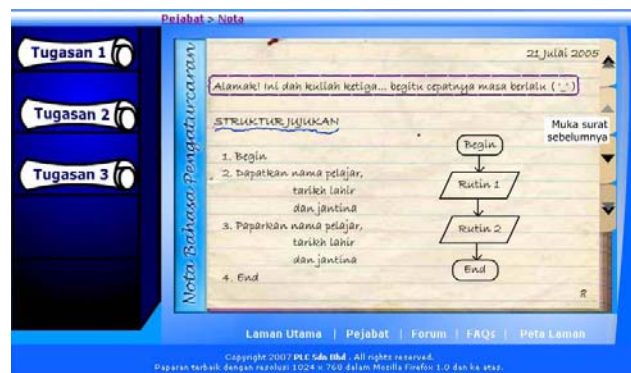 Pejabat > Nota
Tugasan 1
Tugasan 2
Tugasan 3
Nota Bahasa Pengaturcaran
21 Julai 2005
Alamak! Ini dah kuliah ketiga... begitu cepatnya masa berlalu (^_^)
STRUKTUR JUJUKAN
1. Begin
2. Dapatkan nama pelajar,
tarikh lahir
dan jantina
3. Paparkan nama pelajar,
tarikh lahir
dan jantina
4. End
Begin
Rutin 1
Rutin 2
End
Muka surat
sebelumnya
8
Laman Utama | Pejabat | Forum | FAQs | Peta Laman
Copyright 2007 PLC Sdn Bhd . All rights reserved.
Paparan terbaik dengan resolusi 1024 x 760 dalam Mozilla Firefox 1.0 dan ke atas.